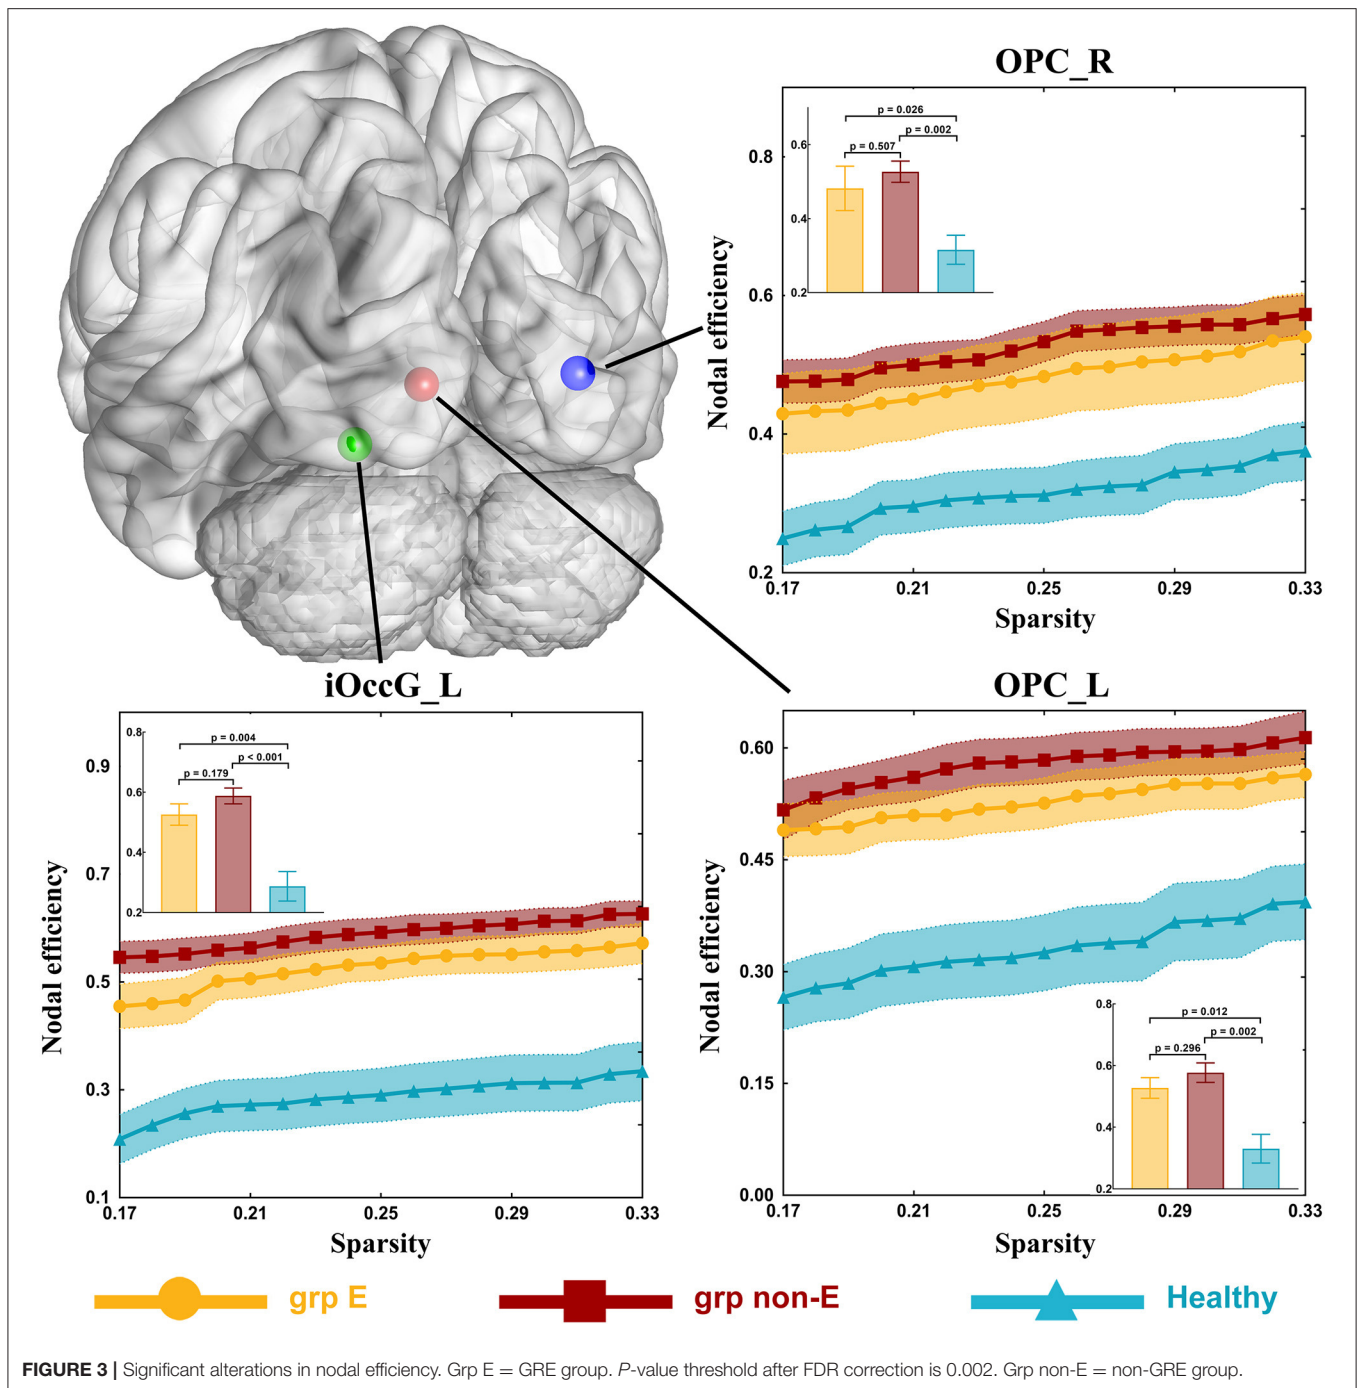 OPC_R
p = 0.026
p = 0.002
p = 0.507
0.6
0.4
0.2
0.8
0.6
0.4
0.2
Nodal efficiency
0.17
0.21
0.25
0.29
0.33
Sparsity
iOccG_L
p = 0.004
p < 0.001
p = 0.179
0.8
0.6
0.4
0.2
0.9
0.7
0.5
0.3
0.1
Nodal efficiency
0.17
0.21
0.25
0.29
0.33
Sparsity
OPC_L
0.60
0.45
0.30
0.15
0.00
Nodal efficiency
p = 0.012
p = 0.002
p = 0.296
0.8
0.6
0.4
0.2
0.17
0.21
0.25
0.29
0.33
Sparsity
grp E
grp non-E
Healthy
FIGURE 3 | Significant alterations in nodal efficiency. Grp E = GRE group. P-value threshold after FDR correction is 0.002. Grp non-E = non-GRE group.